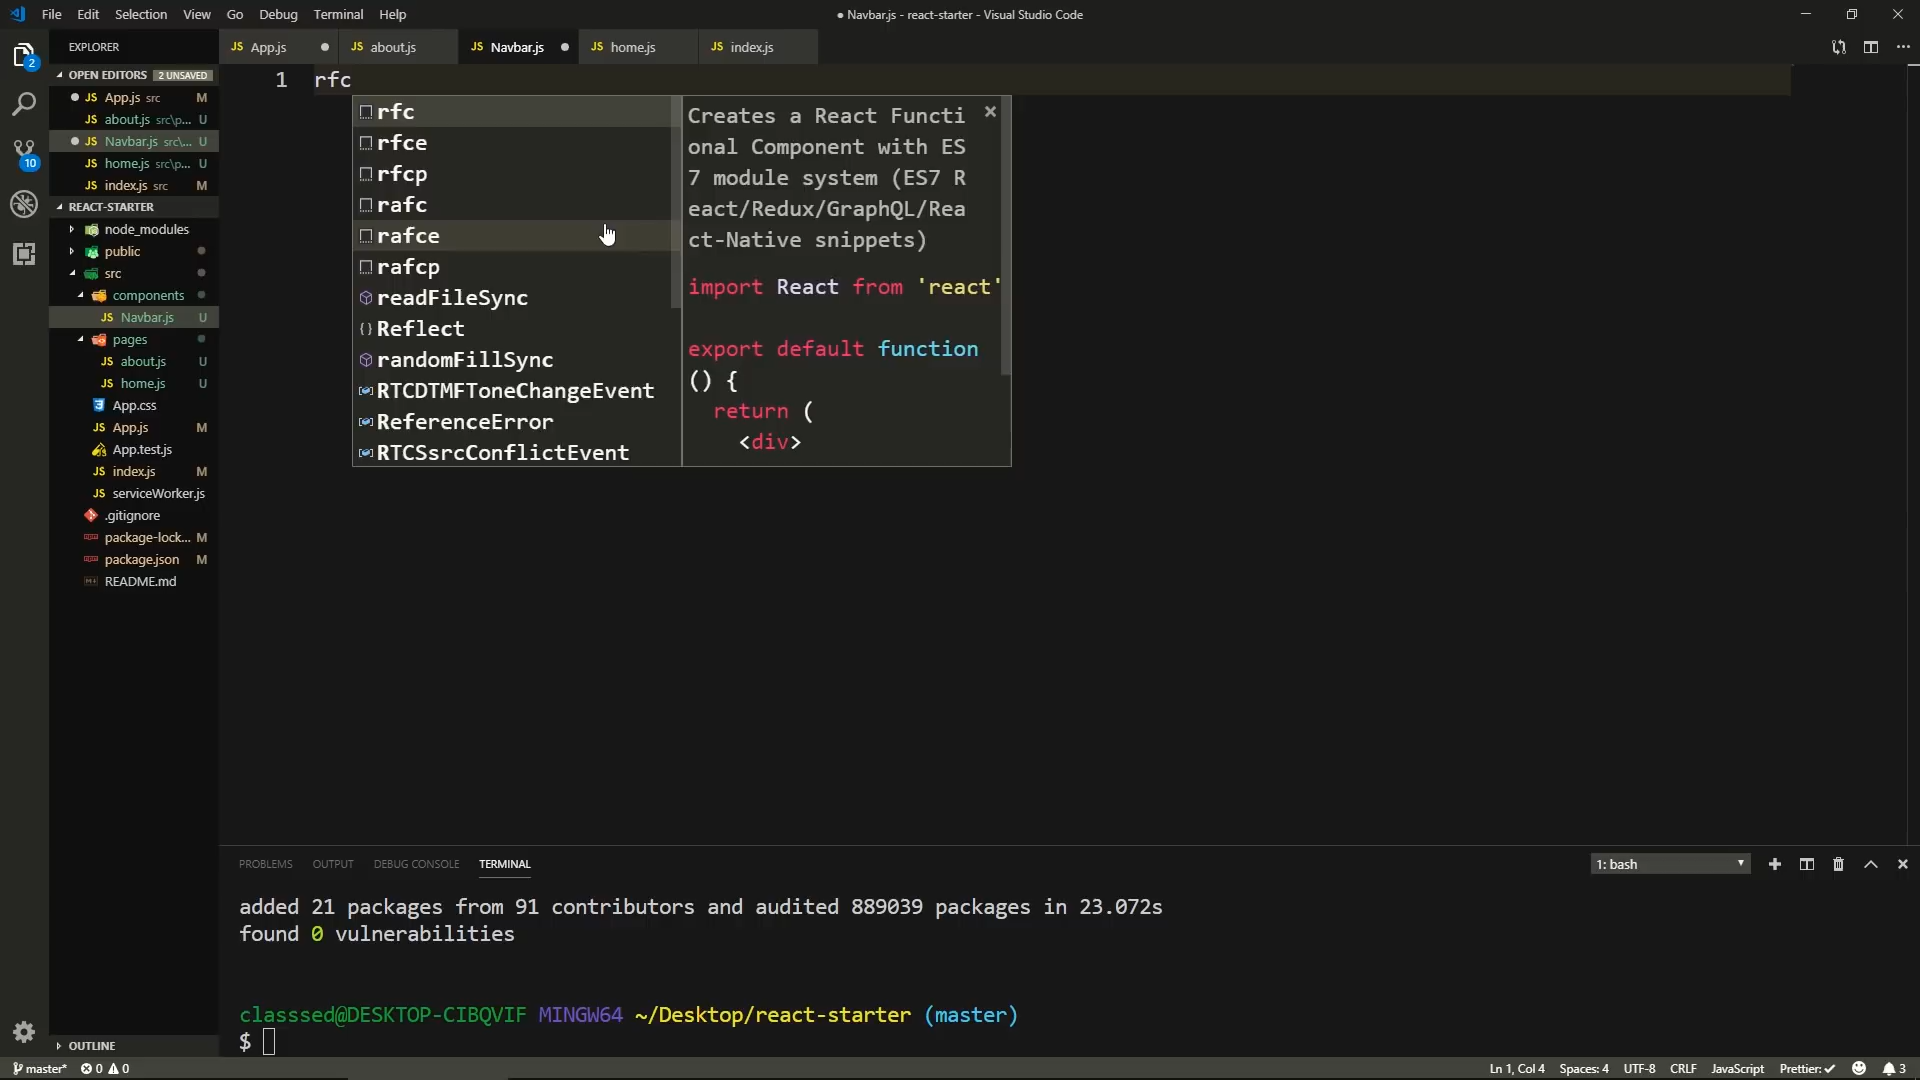 File Edit Selection View Go Debug Terminal Help
● Navbar.js - react-starter - Visual Studio Code
EXPLORER
2
10
OPEN EDITORS 2 UNSAVED
JS App.js src M
JS about.js src\p... U
JS Navbar.js src\... U
JS home.js src\p... U
JS index.js src M
REACT-STARTER
node_modules
public
src
components
JS Navbar.js U
pages
JS about.js U
JS home.js U
App.css
JS App.js M
App.test.js
JS index.js M
JS serviceWorker.js
.gitignore
package-lock... M
package.json M
README.md
OUTLINE
JS App.js JS about.js JS Navbar.js JS home.js JS index.js
1 rfc
rfc
rfce
rfcp
rafc
rafce
rafcp
readFileSync
Reflect
randomFillSync
RTCDTMFToneChangeEvent
ReferenceError
RTCSsrcConflictEvent
Creates a React Functi
onal Component with ES
7 module system (ES7 R
eact/Redux/GraphQL/Rea
ct-Native snippets)
import React from 'react'
export default function
() {
return (
<div>
PROBLEMS OUTPUT DEBUG CONSOLE TERMINAL
1: bash
added 21 packages from 91 contributors and audited 889039 packages in 23.072s
found 0 vulnerabilities
classsed@DESKTOP-CIBQVIF MINGW64 ~/Desktop/react-starter (master)
$
master* 0 0
Ln 1, Col 4 Spaces: 4 UTF-8 CRLF JavaScript Prettier: ✓ 3